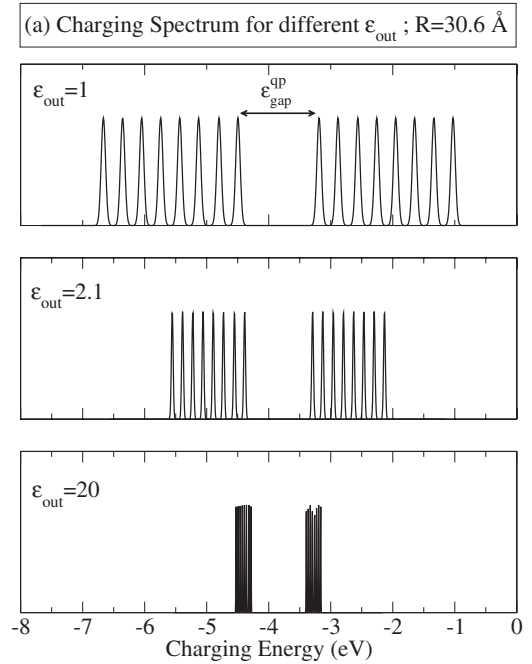 (a) Charging Spectrum for different ε_out ; R=30.6 Å
ε_out=1
ε_gap^qp
ε_out=2.1
ε_out=20
-8 -7 -6 -5 -4 -3 -2 -1 0
Charging Energy (eV)